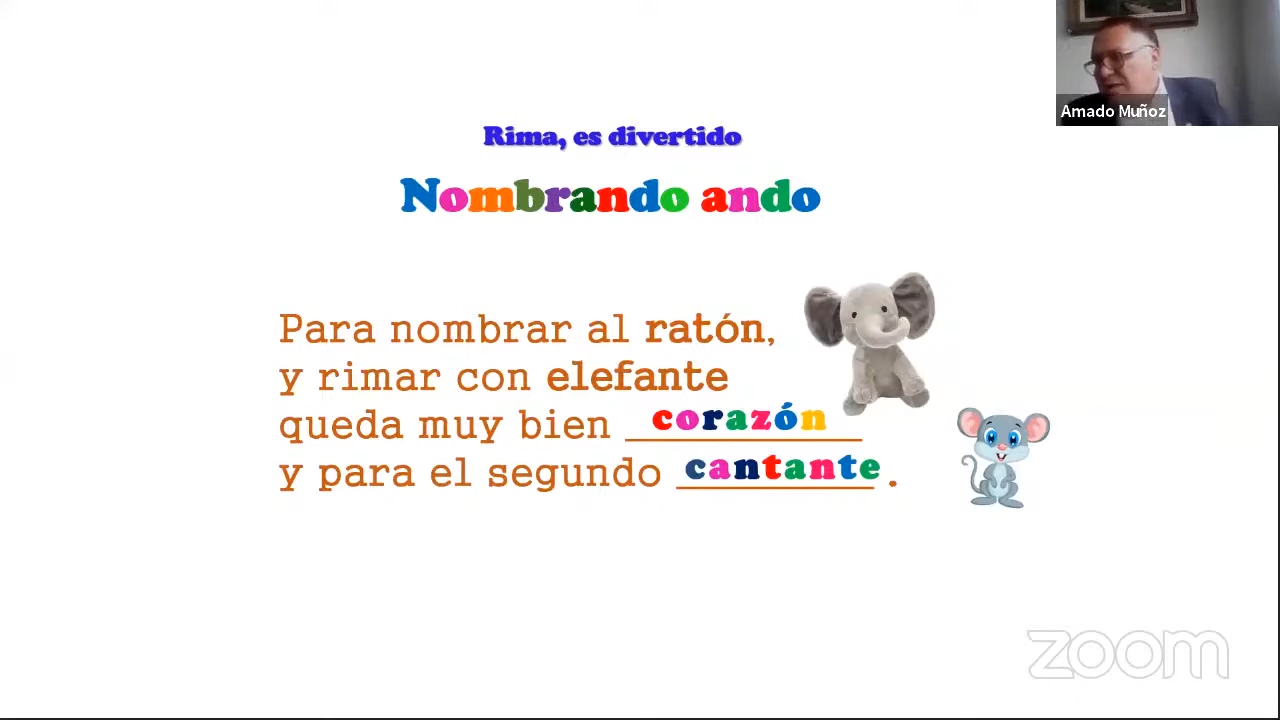 Amado Muñoz
Rima, es divertido
Nombrando ando
Para nombrar al ratón,
y rimar con elefante
queda muy bien corazón
y para el segundo cantante.
zoom